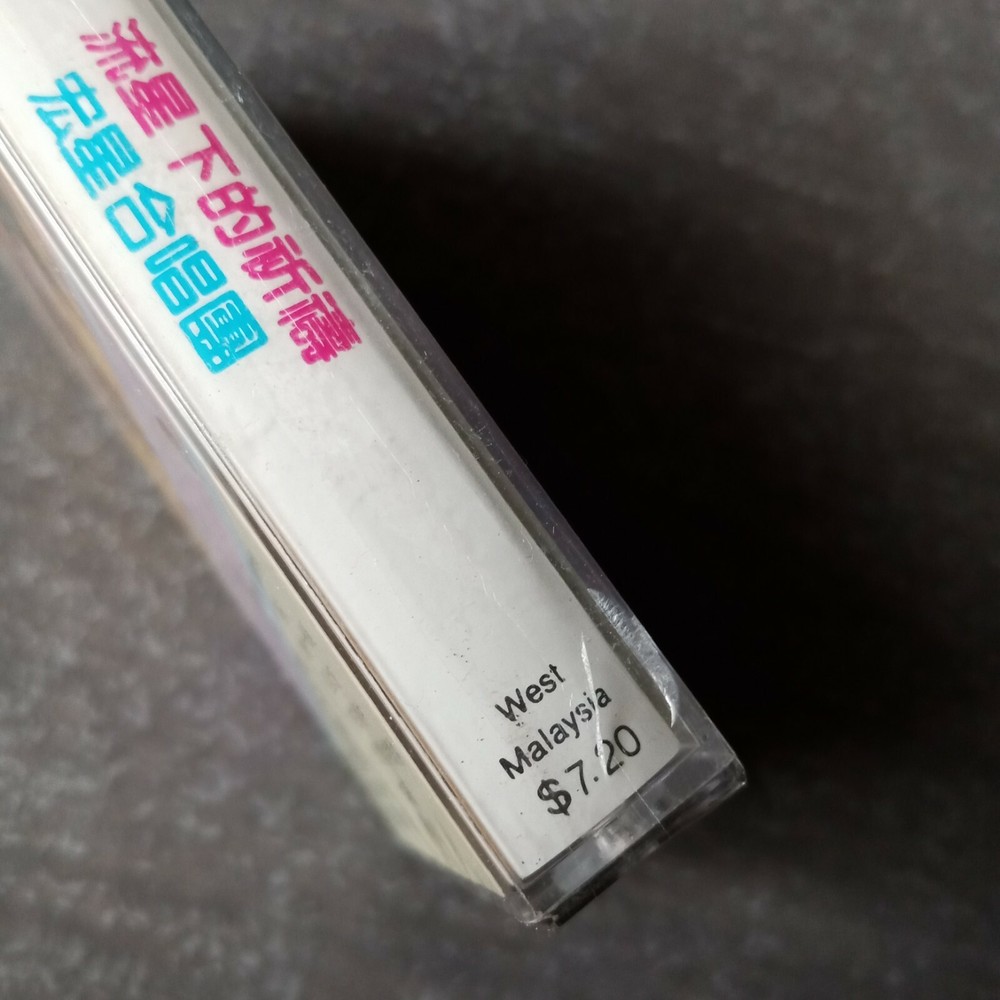 流星下的祈禱
宏星合唱團
West
Malaysia
$7.20